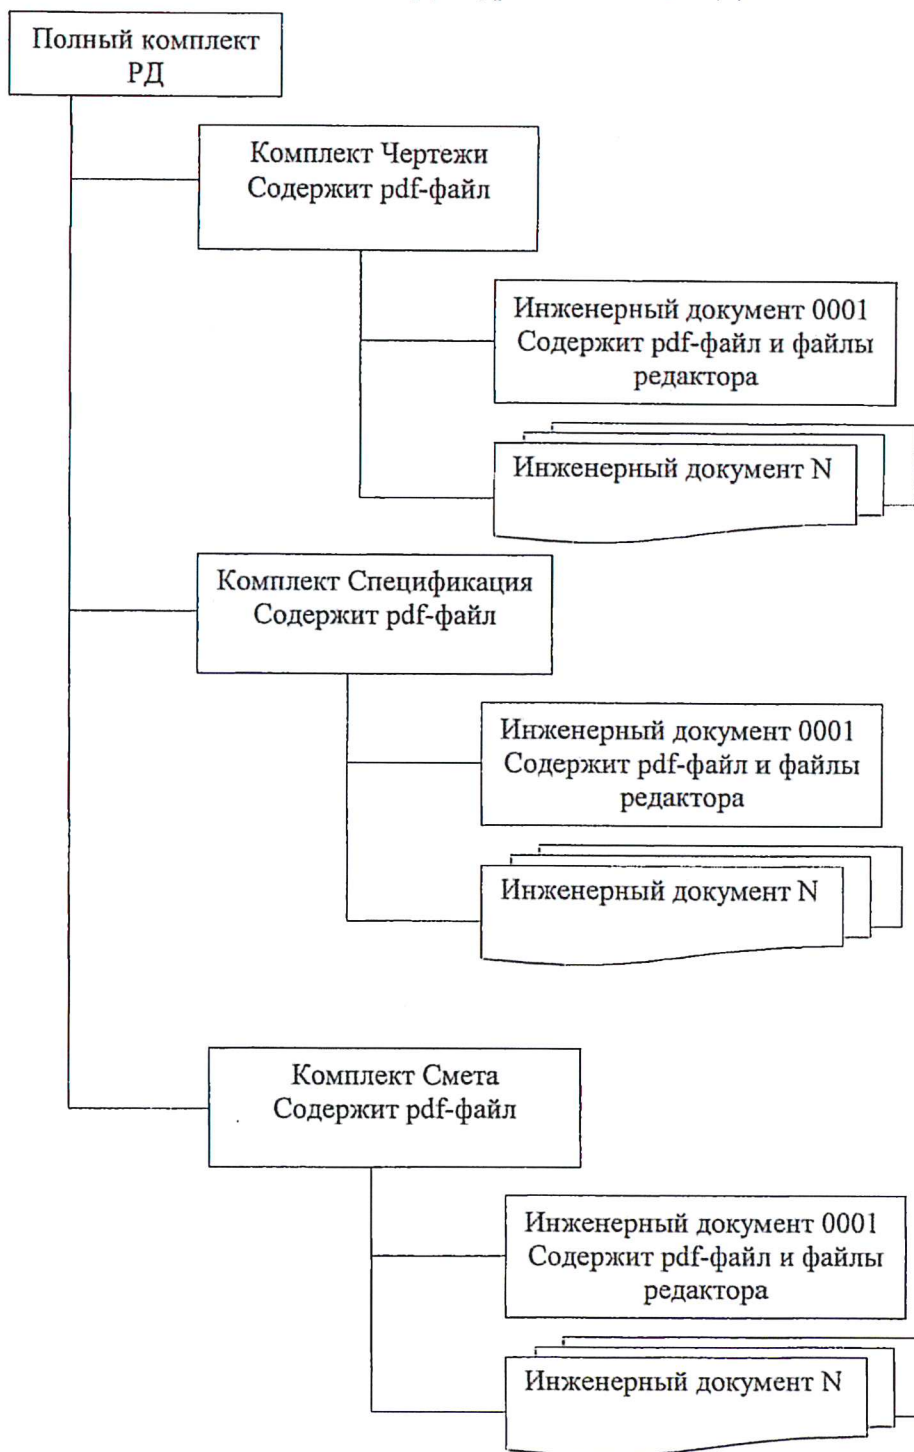 Полный комплект
РД
Комплект Чертежи
Содержит pdf-файл
Инженерный документ 0001
Содержит pdf-файл и файлы
редактора
Инженерный документ N
Комплект Спецификация
Содержит pdf-файл
Инженерный документ 0001
Содержит pdf-файл и файлы
редактора
Инженерный документ N
Комплект Смета
Содержит pdf-файл
Инженерный документ 0001
Содержит pdf-файл и файлы
редактора
Инженерный документ N